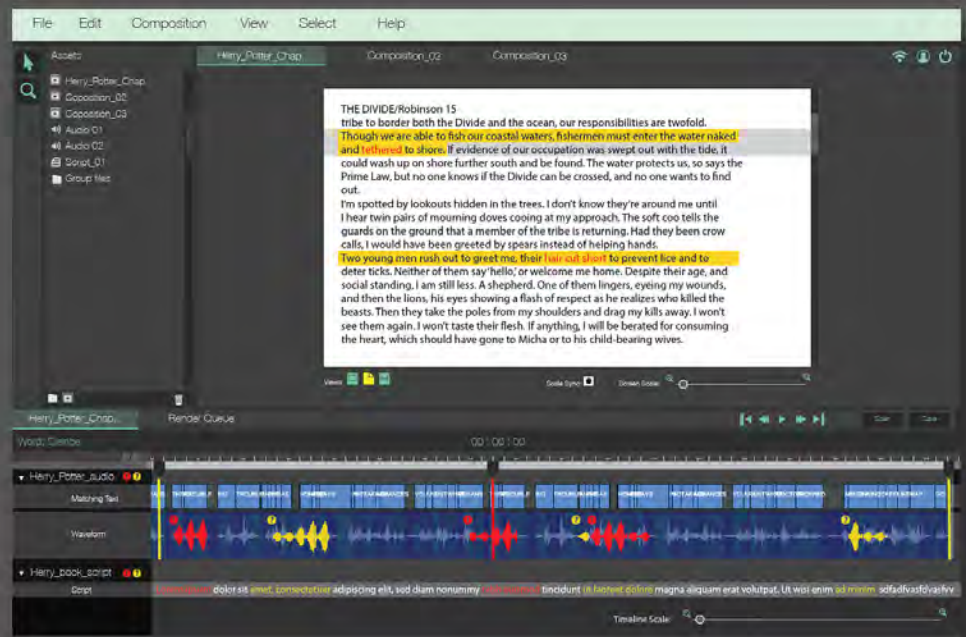 File Edit Composition View Select Help
Assets
Herry_Potter_Chap
Composition_02
Composition_03
Herry_Potter_Chap
Coposition_02
Coposition_03
Audio 01
Audio 02
Script_01
Group files
THE DIVIDE/Robinson 15
tribe to border both the Divide and the ocean, our responsibilities are twofold.
Though we are able to fish our coastal waters, fishermen must enter the water naked
and tethered to shore. If evidence of our occupation was swept out with the tide, it
could wash up on shore further south and be found. The water protects us, so says the
Prime Law, but no one knows if the Divide can be crossed, and no one wants to find
out.
I'm spotted by lookouts hidden in the trees. I don't know they're around me until
I hear twin pairs of mourning doves cooing at my approach. The soft coo tells the
guards on the ground that a member of the tribe is returning. Had they been crow
calls, I would have been greeted by spears instead of helping hands.
Two young men rush out to greet me, their hair cut short to prevent lice and to
deter ticks. Neither of them say 'hello,' or welcome me home. Despite their age, and
social standing, I am still less. A shepherd. One of them lingers, eyeing my wounds,
and then the lions, his eyes showing a flash of respect as he realizes who killed the
beasts. Then they take the poles from my shoulders and drag my kills away. I won't
see them again. I won't taste their flesh. If anything, I will be berated for consuming
the heart, which should have gone to Micha or to his child-bearing wives.
Views
Scale Sync
Screen Scale:
Herry_Potter_Chap...
Render Queue
00:00:00
Herry_Potter_audio
Matching Text
Waveform
Herry_book_script
Script
dolor sit amet, consectetuer adipiscing elit, sed diam nonummy
tincidunt ut laoreet dolore magna aliquam erat volutpat. Ut wisi enim ad minim sdfadfvasfdvasfvv
Timeline Scale: